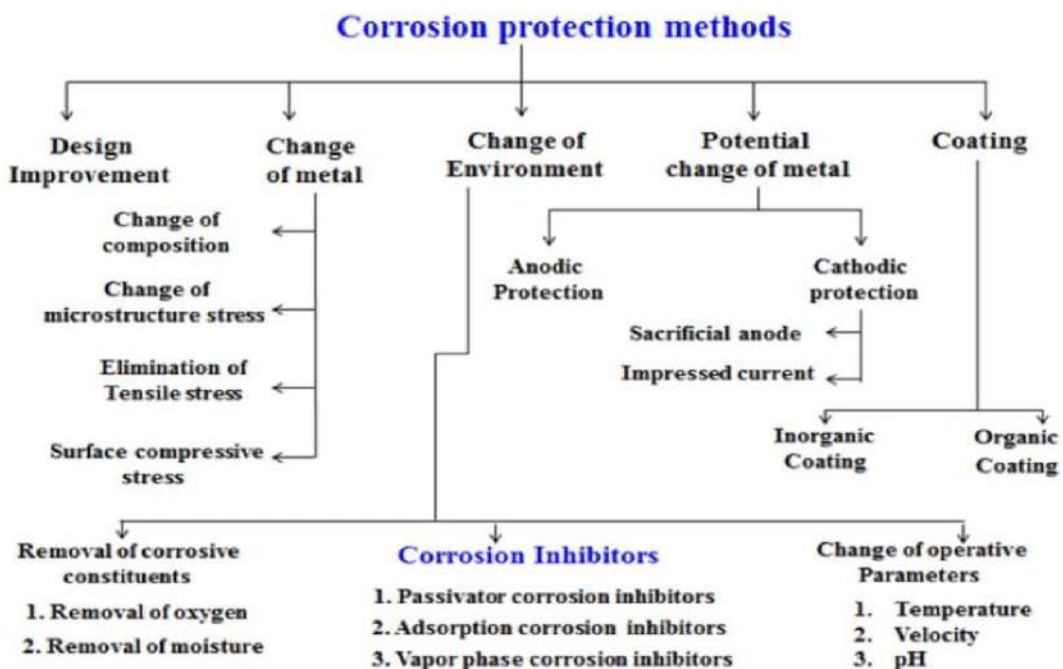 Corrosion protection methods
Design
Improvement
Change
of metal
Change of
Environment
Potential
change of metal
Coating
Change of
composition
Change of
microstructure stress
Elimination of
Tensile stress
Surface compressive
stress
Anodic
Protection
Cathodic
protection
Sacrificial anode
Impressed current
Inorganic
Coating
Organic
Coating
Removal of corrosive
constituents
1. Removal of oxygen
2. Removal of moisture
Corrosion Inhibitors
1. Passivator corrosion inhibitors
2. Adsorption corrosion inhibitors
3. Vapor phase corrosion inhibitors
Change of operative
Parameters
1. Temperature
2. Velocity
3. pH